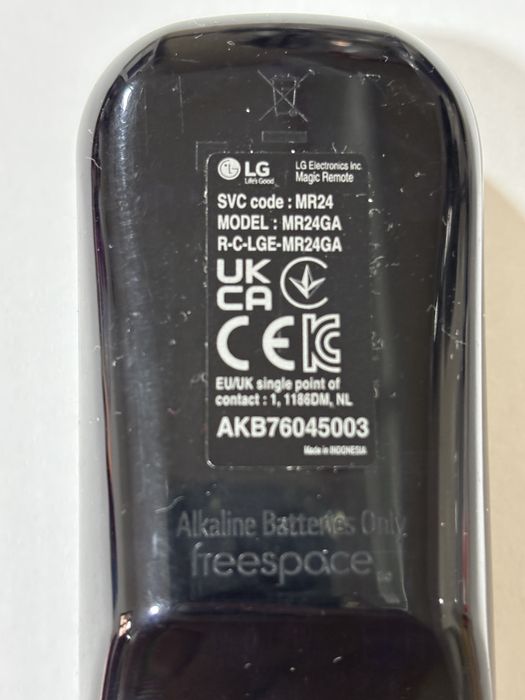 LG
Life's Good
LG Electronics Inc.
Magic Remote
SVC code : MR24
MODEL : MR24GA
R-C-LGE-MR24GA
UK
CA
CE
EU/UK single point of
contact : 1, 1186DM, NL
AKB76045003
Made in INDONESIA
Alkaline Batteries Only
freespace